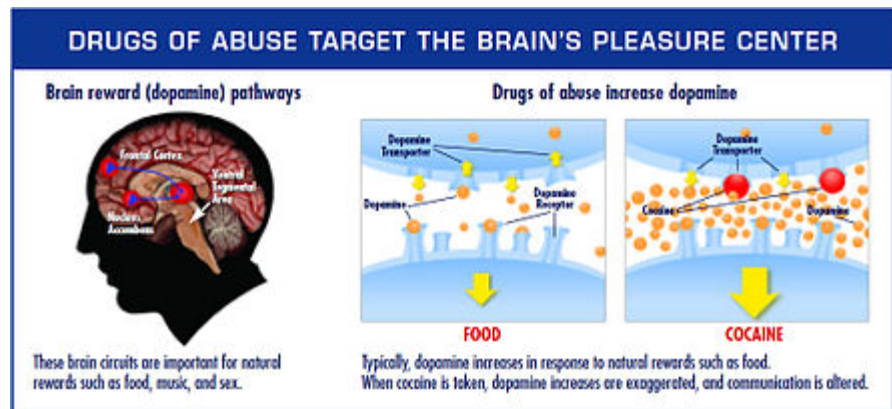 DRUGS OF ABUSE TARGET THE BRAIN'S PLEASURE CENTER
Brain reward (dopamine) pathways
Frontal Cortex
Ventral
Tegmental
Area
Nucleus
Accumbens
These brain circuits are important for natural
rewards such as food, music, and sex.
Drugs of abuse increase dopamine
Dopamine
Transporter
Dopamine
Dopamine
Receptor
FOOD
Dopamine
Transporter
Cocaine
Dopamine
COCAINE
Typically, dopamine increases in response to natural rewards such as food.
When cocaine is taken, dopamine increases are exaggerated, and communication is altered.